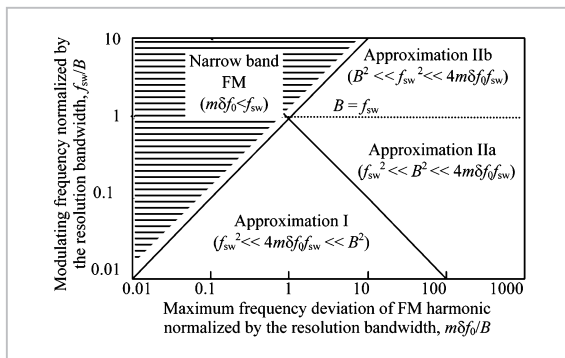 Modulating frequency normalized by
the resolution bandwidth, fsw/B
10
1
0.1
0.01
Narrow band
FM
(mδf0<fsw)
Approximation IIb
(B² <<fsw²<< 4mδf0fsw)
B = fsw
Approximation IIa
(fsw² << B² << 4mδf0fsw)
Approximation I
(fsw²<< 4mδf0fsw << B²)
0.01 0.1 1 10 100 1000
Maximum frequency deviation of FM harmonic
normalized by the resolution bandwidth, mδf0/B